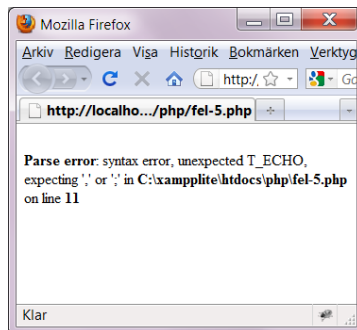 Mozilla Firefox
Arkiv Redigera Visa Historik Bokmärken Verktyg
http:/.
http://localho.../php/fel-5.php
Parse error: syntax error, unexpected T_ECHO,
expecting ',' or ';' in C:\xampplite\htdocs\php\fel-5.php
on line 11
Klar